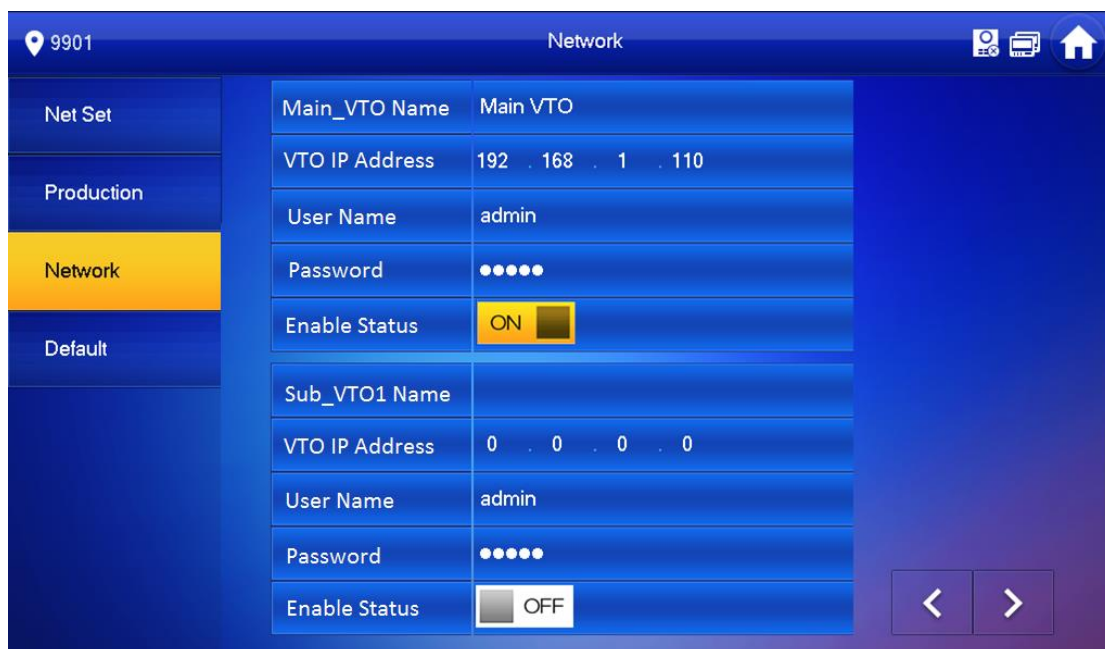 9901 Network
Net Set
Production
Network
Default
Main_VTO Name Main VTO
VTO IP Address 192 . 168 . 1 . 110
User Name admin
Password ●●●●●
Enable Status ON
Sub_VTO1 Name
VTO IP Address 0 . 0 . 0 . 0
User Name admin
Password ●●●●●
Enable Status OFF